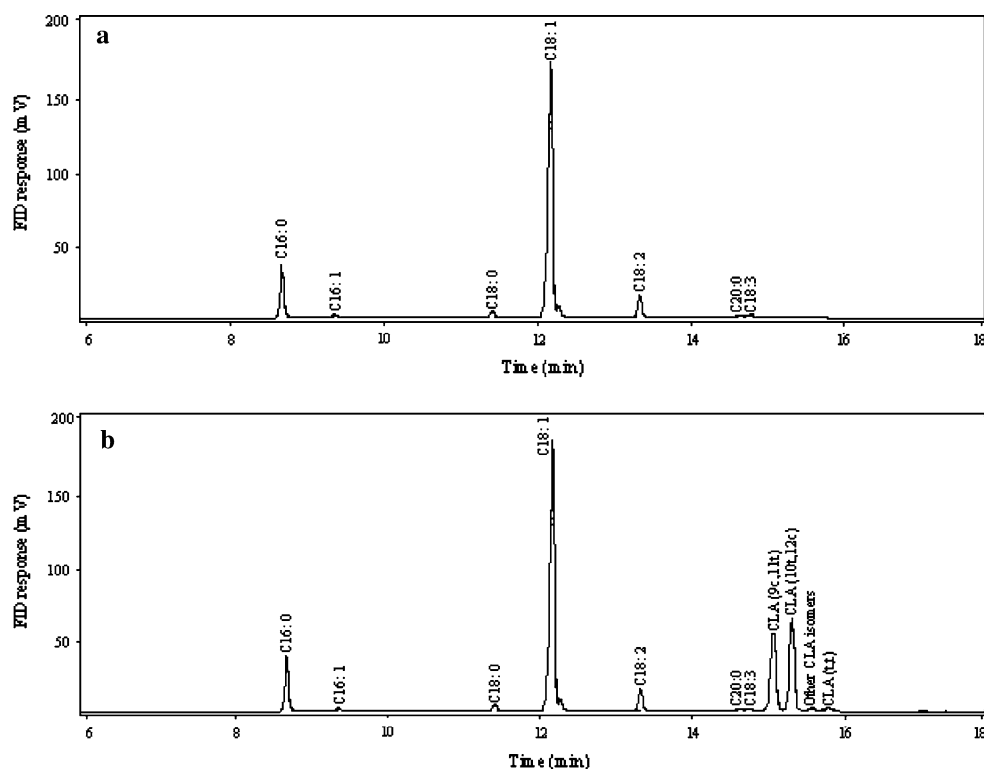 a
FID response (mV)
200
150
100
50
C16:0
C16:1
C18:0
C18:1
C18:2
C20:0
C18:3
6 8 10 12 14 16 18
Time (min)
b
FID response (mV)
200
150
100
50
C16:0
C16:1
C18:0
C18:1
C18:2
C20:0
C18:3
CLA (9c,11t)
CLA (10t,12c)
Other CLA isomers
CLA (t,t)
6 8 10 12 14 16 18
Time (min)